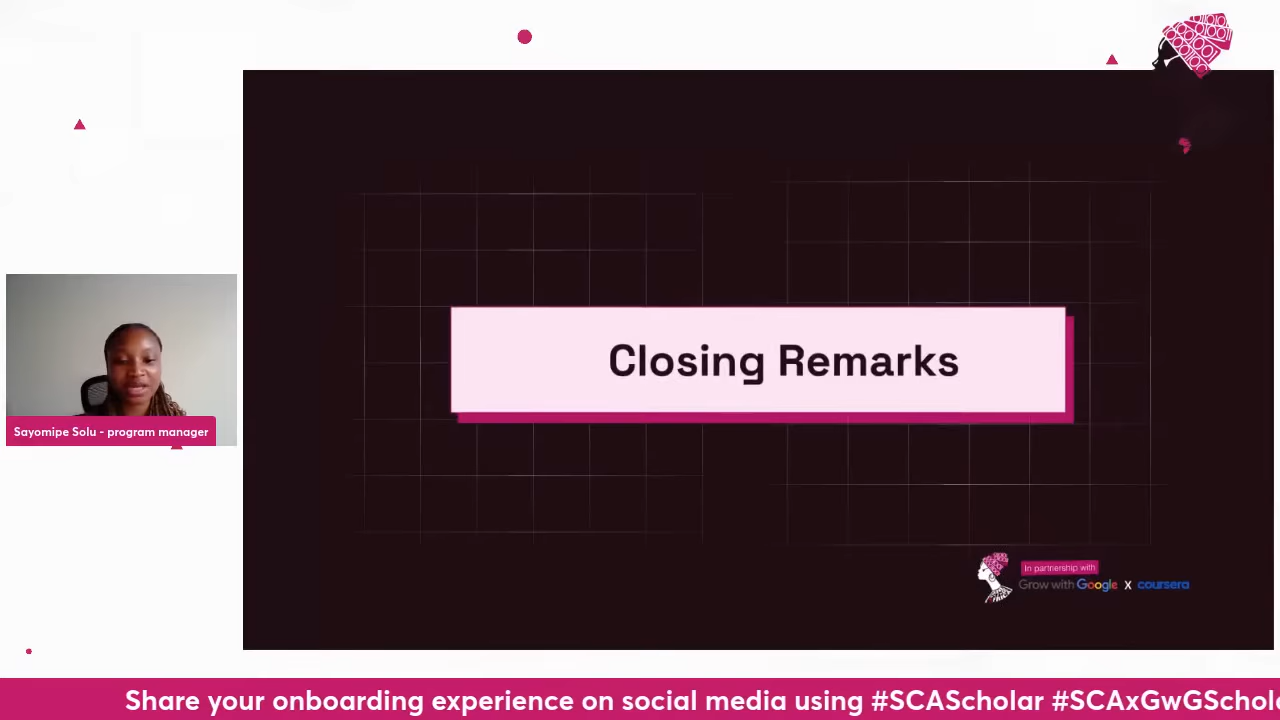 Closing Remarks
Sayomipe Solu - program manager
In partnership with
Grow with Google x coursera
Share your onboarding experience on social media using #SCAScholar #SCAxGwGSchol